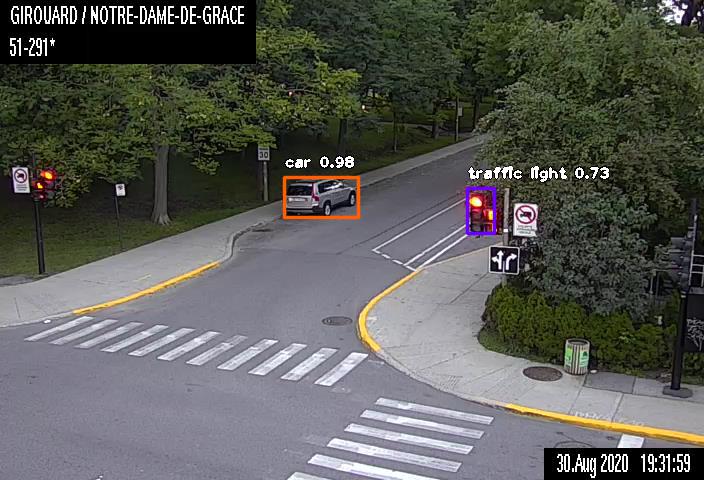 GIROUARD / NOTRE-DAME-DE-GRACE
51-291*
car 0.98
traffic light 0.73
30
30.Aug 2020 19:31:59